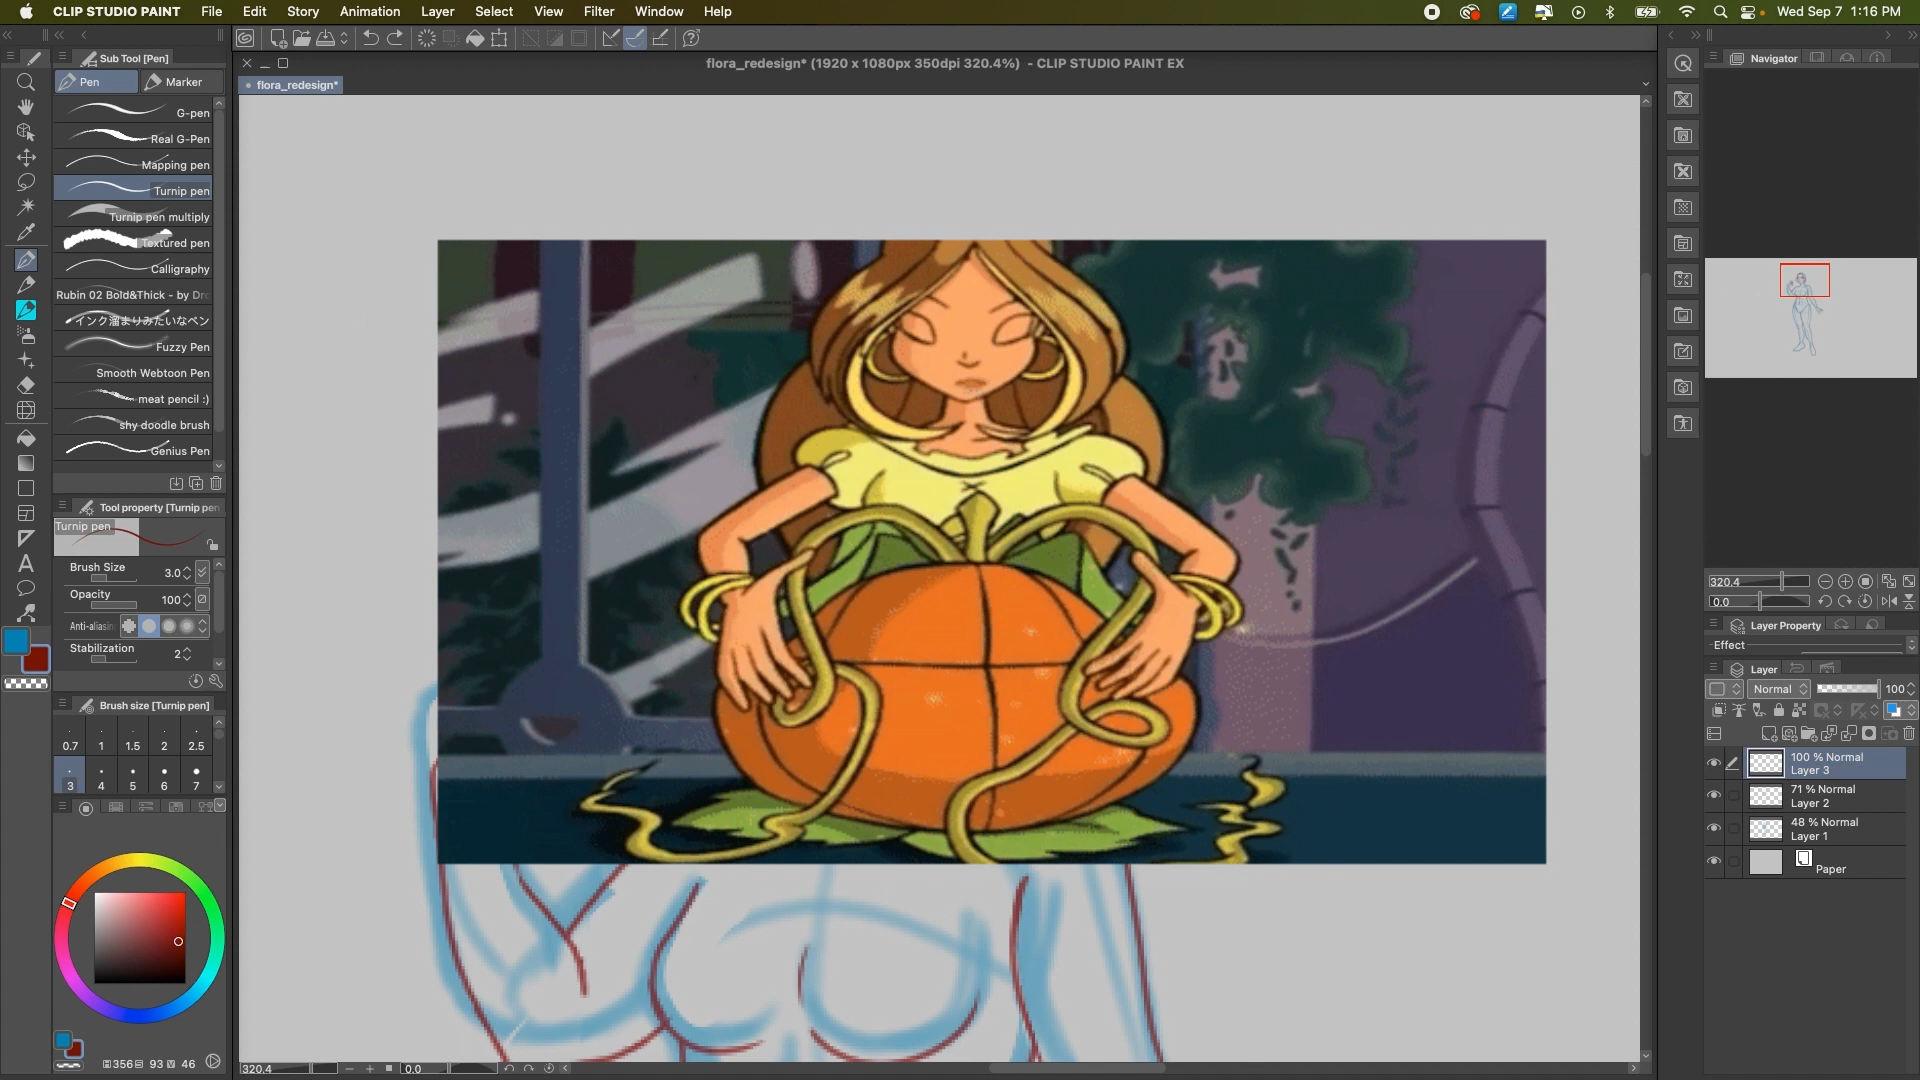 CLIP STUDIO PAINT File Edit Story Animation Layer Select View Filter Window Help
Wed Sep 7 1:16 PM
Sub Tool [Pen]
Pen
Marker
G-pen
Real G-Pen
Mapping pen
Turnip pen
Turnip pen multiply
Textured pen
Calligraphy
Rubin 02 Bold&Thick - by Dr
インク溜まりみたいなペン
Fuzzy Pen
Smooth Webtoon Pen
meat pencil :)
shy doodle brush
Genius Pen
Tool property [Turnip pen
Turnip pen
Brush Size 3.0
Opacity 100
Anti-aliasin
Stabilization 2
Brush size [Turnip pen]
0.7 1 1.5 2 2.5
3 4 5 6 7
356 93 46
flora_redesign* (1920 x 1080px 350dpi 320.4%) - CLIP STUDIO PAINT EX
flora_redesign*
320.4
0.0
Navigator
320.4
0.0
Layer Property
Effect
Layer
Normal 100
100 % Normal
Layer 3
71 % Normal
Layer 2
48 % Normal
Layer 1
Paper